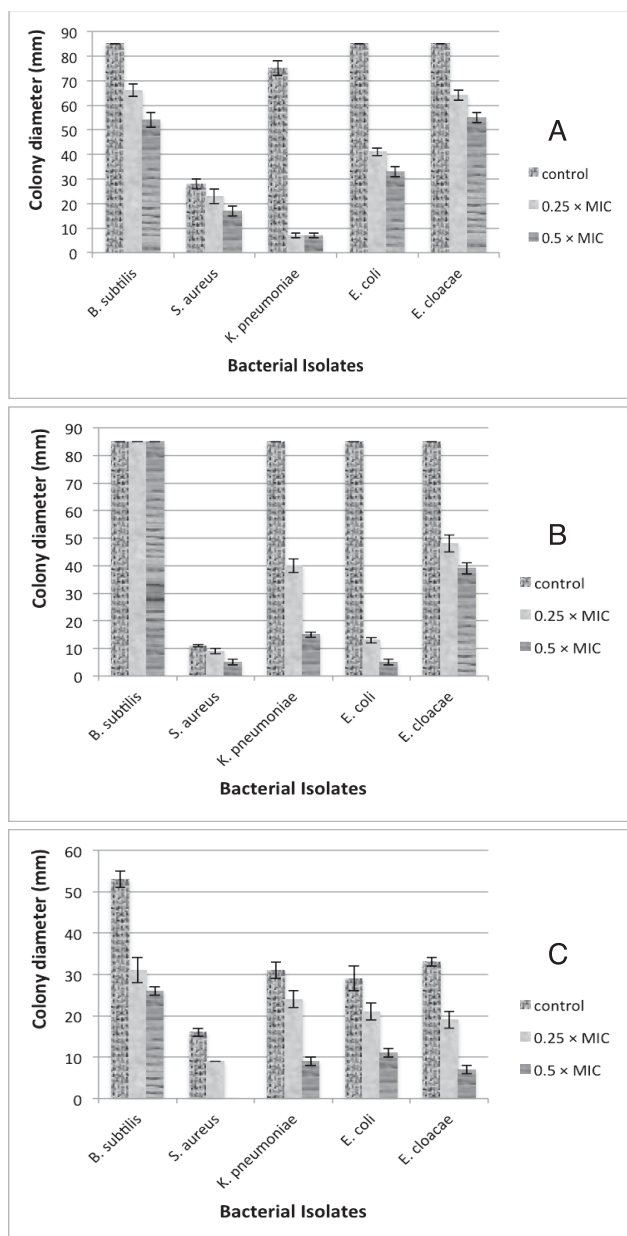 Colony diameter (mm)
90
80
70
60
50
40
30
20
10
0
B. subtilis
S. aureus
K. pneumoniae
E. coli
E. cloacae
Bacterial Isolates
A
control
0.25 × MIC
0.5 × MIC
Colony diameter (mm)
90
80
70
60
50
40
30
20
10
0
B. subtilis
S. aureus
K. pneumoniae
E. coli
E. cloacae
Bacterial Isolates
B
control
0.25 × MIC
0.5 × MIC
Colony diameter (mm)
60
50
40
30
20
10
0
B. subtilis
S. aureus
K. pneumoniae
E. coli
E. cloacae
Bacterial Isolates
C
control
0.25 × MIC
0.5 × MIC